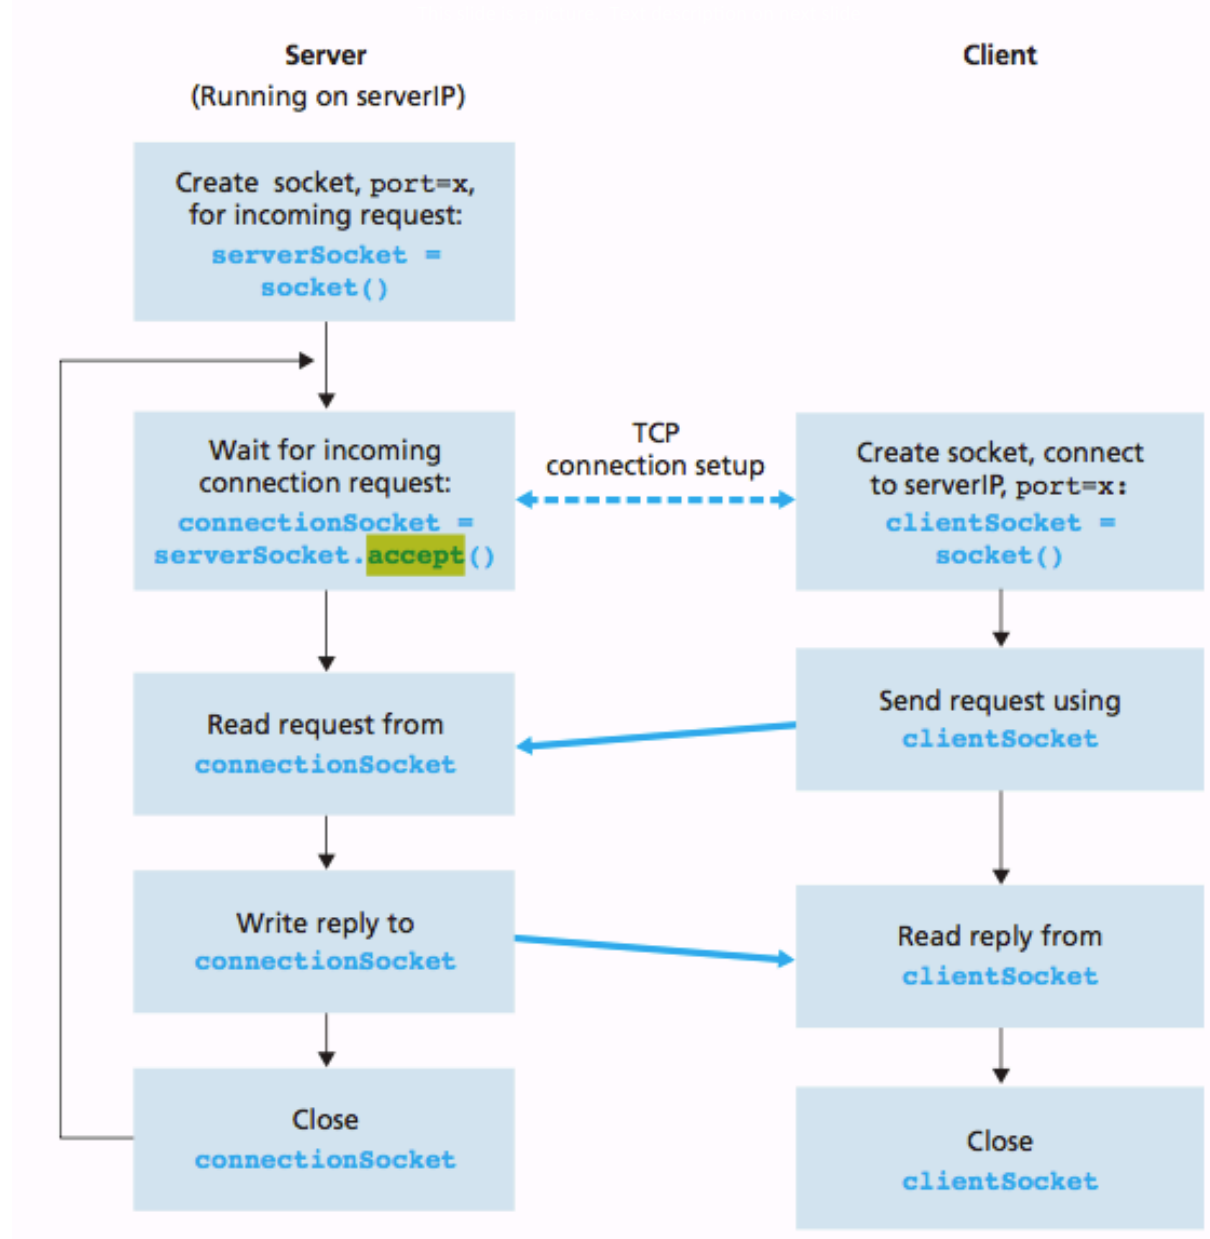 Server
(Running on serverIP)
Create socket, port=x,
for incoming request:
serverSocket =
socket()
Wait for incoming
connection request:
connectionSocket =
serverSocket.accept()
Read request from
connectionSocket
Write reply to
connectionSocket
Close
connectionSocket
TCP
connection setup
Client
Create socket, connect
to serverIP, port=x:
clientSocket =
socket()
Send request using
clientSocket
Read reply from
clientSocket
Close
clientSocket